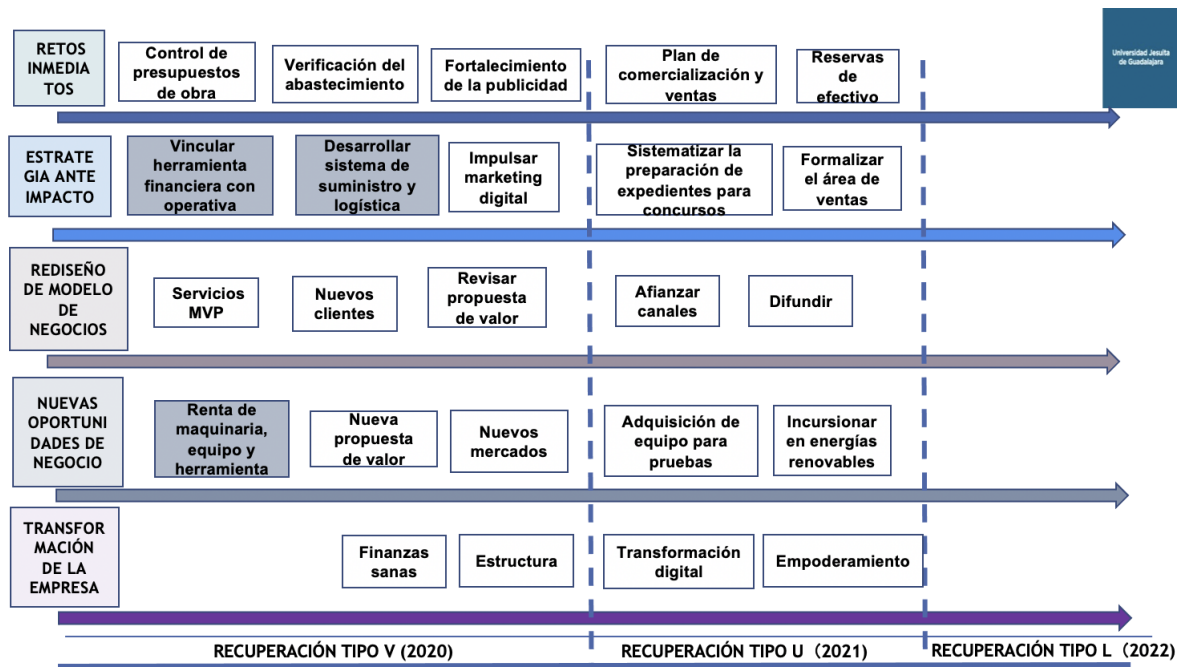 RETOS
INMEDIA
TOS
Control de
presupuestos
de obra
Verificación del
abastecimiento
Fortalecimiento
de la publicidad
Plan de
comercialización y
ventas
Reservas
de
efectivo
Universidad Jesuita
de Guadalajara
ESTRATE
GIA ANTE
IMPACTO
Vincular
herramienta
financiera con
operativa
Desarrollar
sistema de
suministro y
logística
Impulsar
marketing
digital
Sistematizar la
preparación de
expedientes para
concursos
Formalizar
el área de
ventas
REDISEÑO
DE MODELO
DE
NEGOCIOS
Servicios
MVP
Nuevos
clientes
Revisar
propuesta
de valor
Afianzar
canales
Difundir
NUEVAS
OPORTUNI
DADES DE
NEGOCIO
Renta de
maquinaria,
equipo y
herramienta
Nueva
propuesta
de valor
Nuevos
mercados
Adquisición de
equipo para
pruebas
Incursionar
en energías
renovables
TRANSFOR
MACIÓN
DE LA
EMPRESA
Finanzas
sanas
Estructura
Transformación
digital
Empoderamiento
RECUPERACIÓN TIPO V (2020)
RECUPERACIÓN TIPO U (2021)
RECUPERACIÓN TIPO L (2022)